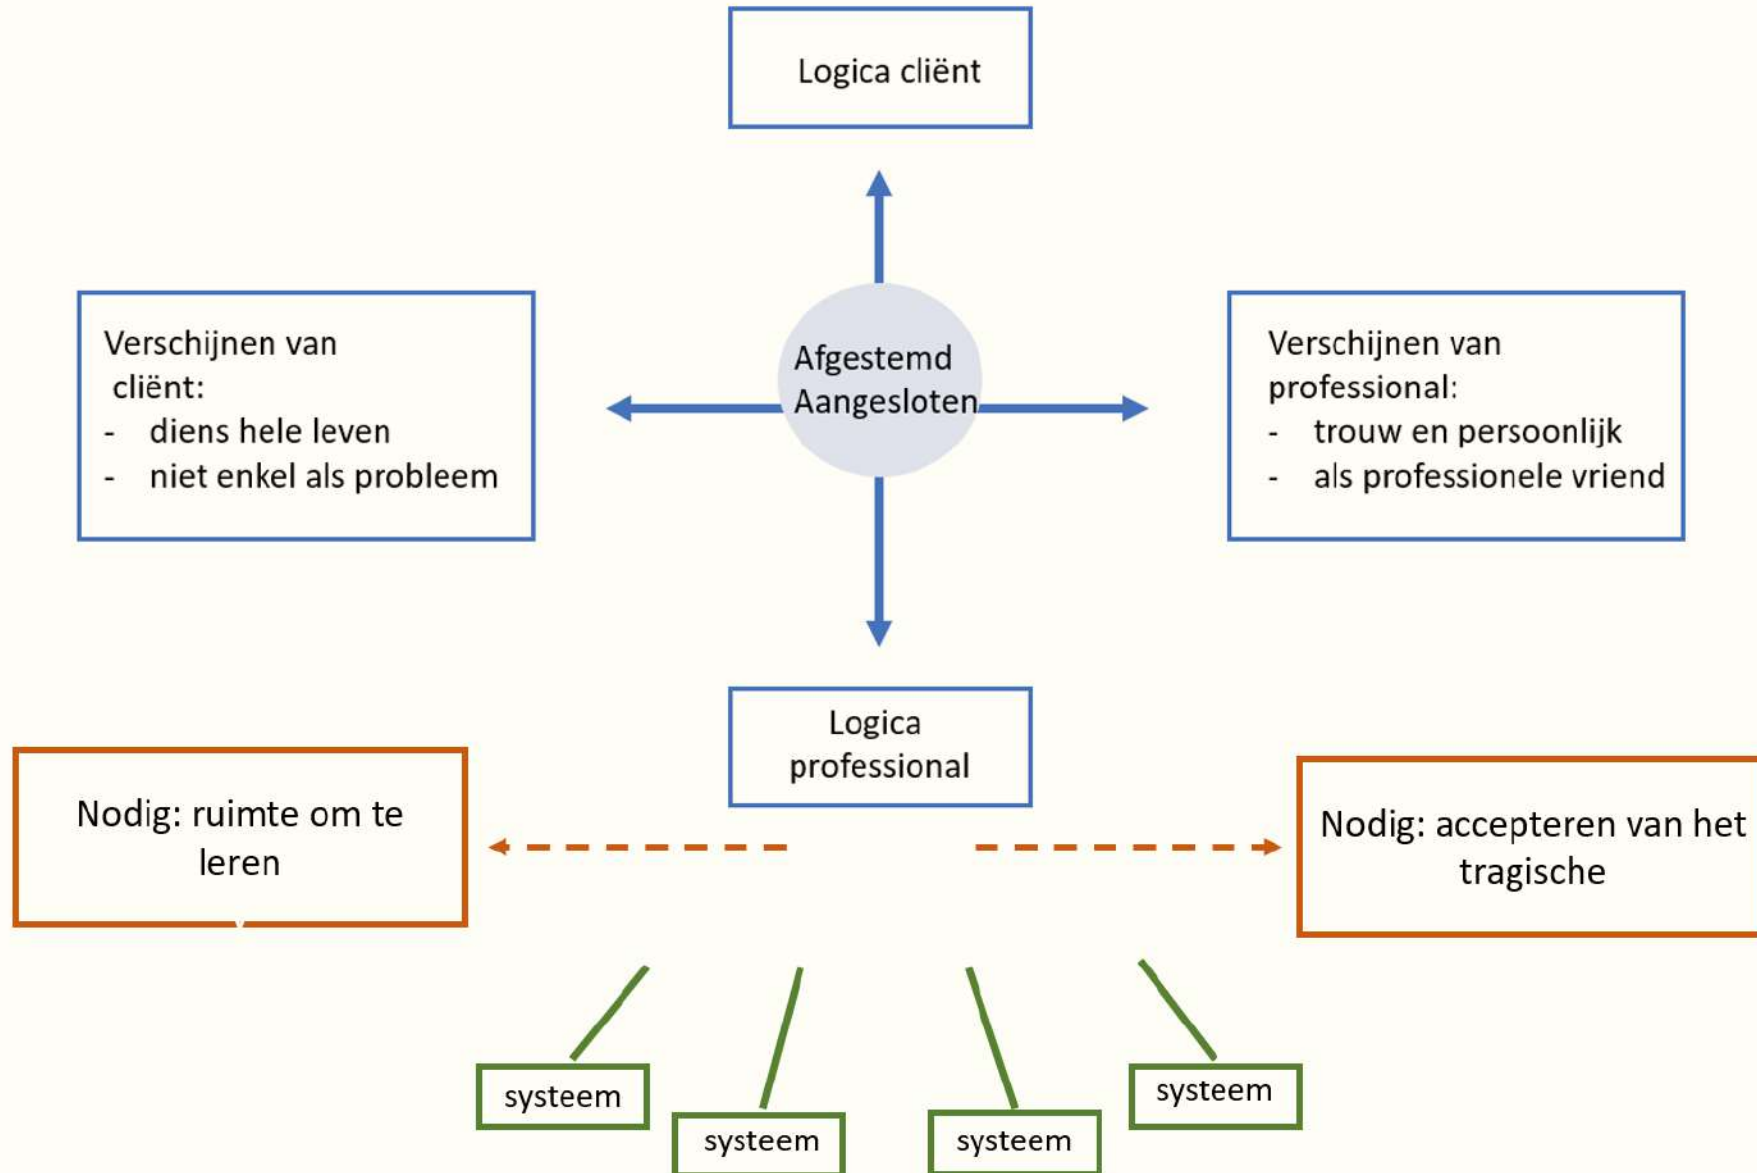 Logica cliënt
Verschijnen van
cliënt:
- diens hele leven
- niet enkel als probleem
Afgestemd
Aangesloten
Verschijnen van
professional:
- trouw en persoonlijk
- als professionele vriend
Logica
professional
Nodig: ruimte om te
leren
Nodig: accepteren van het
tragische
systeem
systeem
systeem
systeem